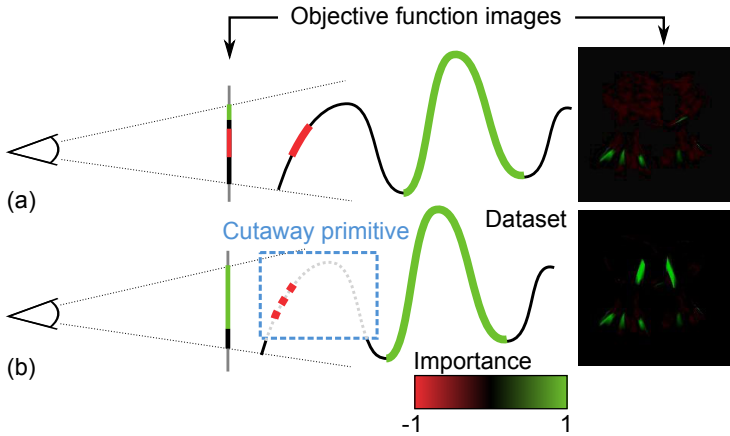 Objective function images
(a)
Dataset
Cutaway primitive
(b)
Importance
-1 1